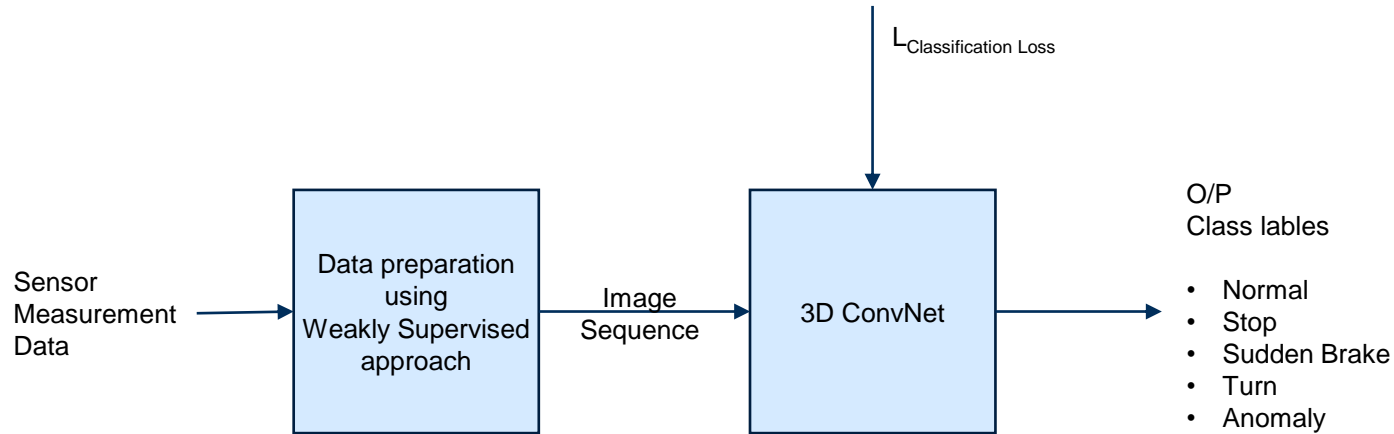 L Classification Loss
Sensor
Measurement
Data
Data preparation
using
Weakly Supervised
approach
Image
Sequence
3D ConvNet
O/P
Class lables
• Normal
• Stop
• Sudden Brake
• Turn
• Anomaly